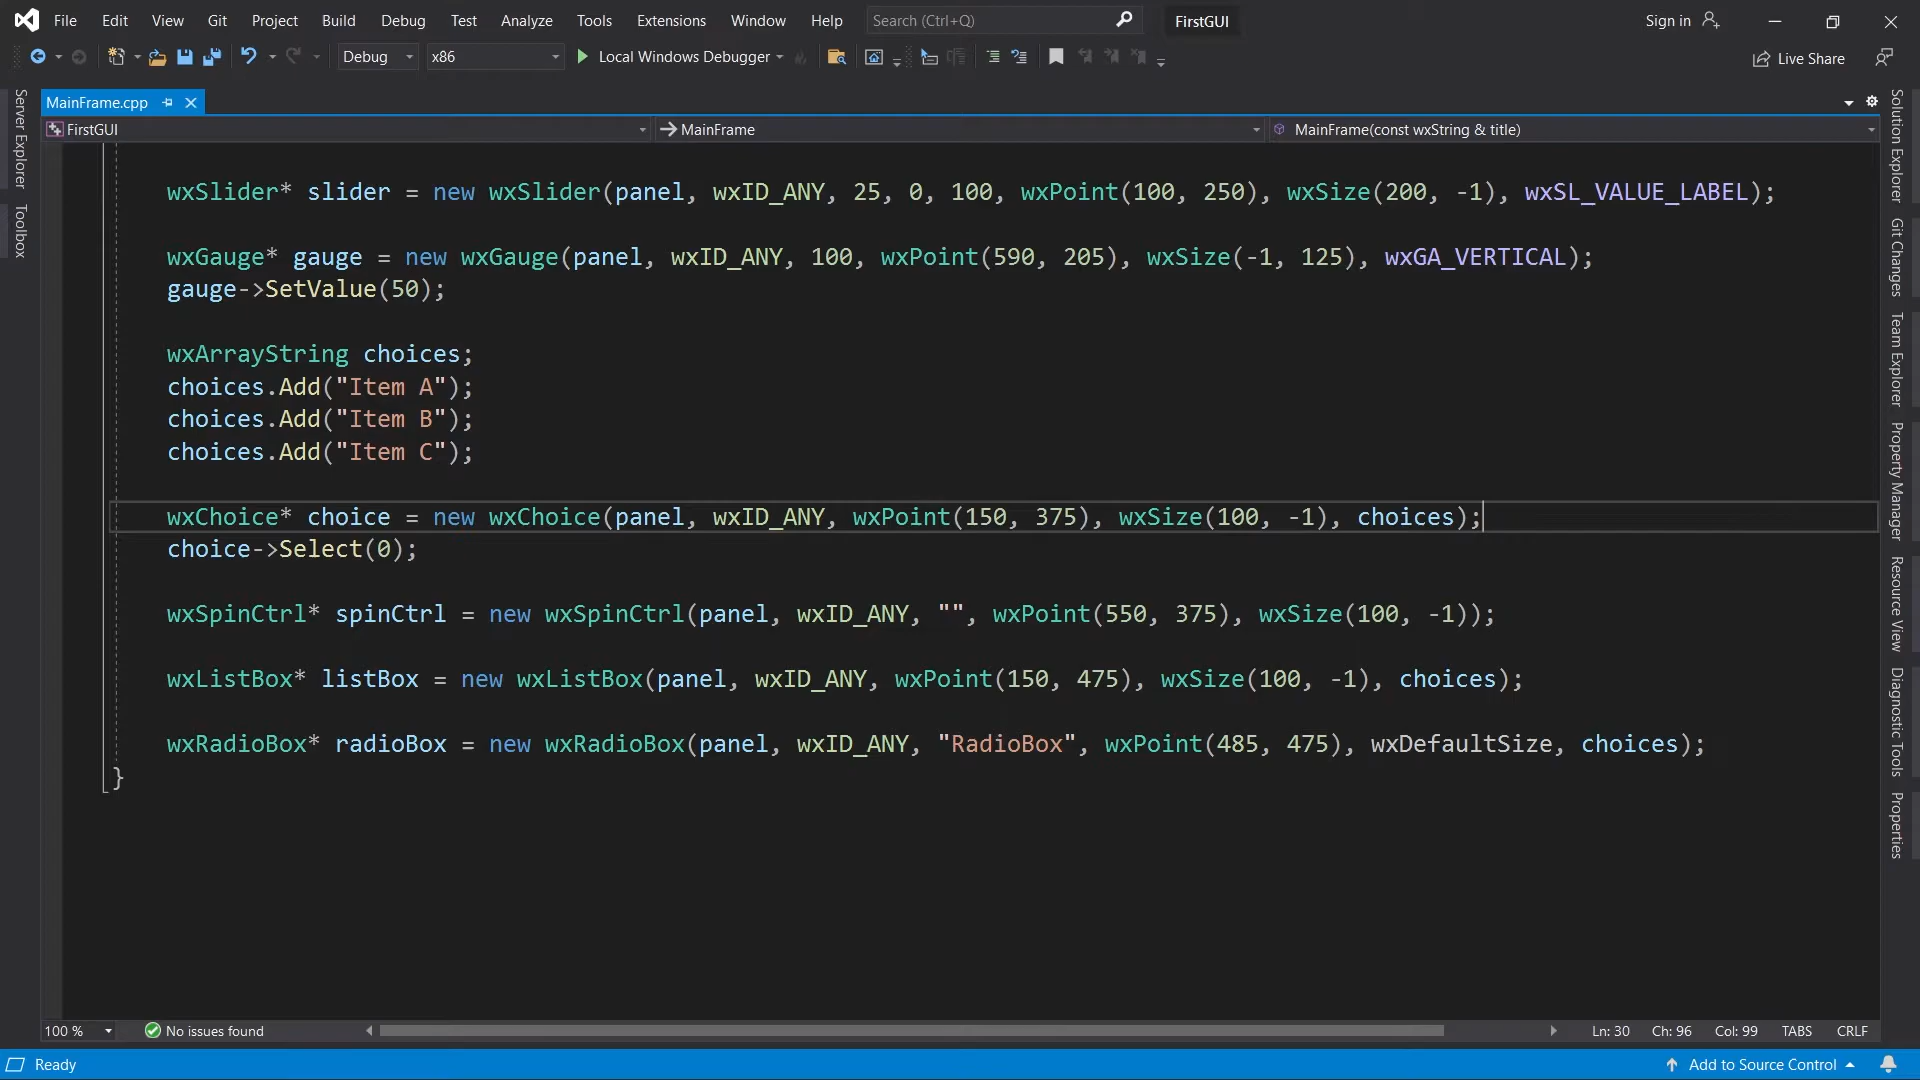 File Edit View Git Project Build Debug Test Analyze Tools Extensions Window Help Search (Ctrl+Q) FirstGUI Sign in
Debug x86 Local Windows Debugger Live Share
MainFrame.cpp
FirstGUI MainFrame MainFrame(const wxString & title)
Server Explorer
Toolbox
wxSlider* slider = new wxSlider(panel, wxID_ANY, 25, 0, 100, wxPoint(100, 250), wxSize(200, -1), wxSL_VALUE_LABEL);
wxGauge* gauge = new wxGauge(panel, wxID_ANY, 100, wxPoint(590, 205), wxSize(-1, 125), wxGA_VERTICAL);
gauge->SetValue(50);
wxArrayString choices;
choices.Add("Item A");
choices.Add("Item B");
choices.Add("Item C");
wxChoice* choice = new wxChoice(panel, wxID_ANY, wxPoint(150, 375), wxSize(100, -1), choices);
choice->Select(0);
wxSpinCtrl* spinCtrl = new wxSpinCtrl(panel, wxID_ANY, "", wxPoint(550, 375), wxSize(100, -1));
wxListBox* listBox = new wxListBox(panel, wxID_ANY, wxPoint(150, 475), wxSize(100, -1), choices);
wxRadioBox* radioBox = new wxRadioBox(panel, wxID_ANY, "RadioBox", wxPoint(485, 475), wxDefaultSize, choices);
}
Solution Explorer
Git Changes
Team Explorer
Property Manager
Resource View
Diagnostic Tools
Properties
100 % No issues found Ln: 30 Ch: 96 Col: 99 TABS CRLF
Ready Add to Source Control